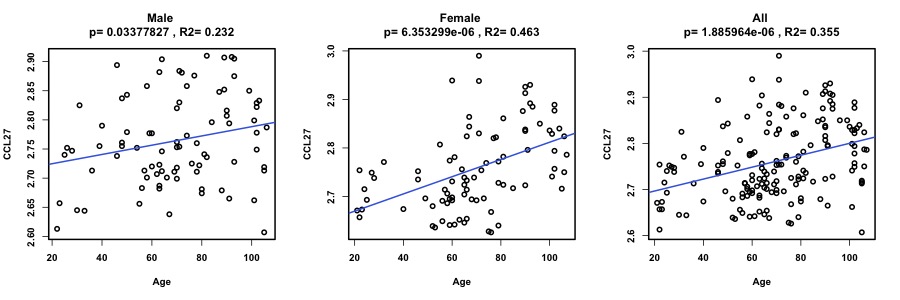 Male
p= 0.03377827 , R2= 0.232
CCL27
2.90
2.85
2.80
2.75
2.70
2.65
2.60
20 40 60 80 100
Age
Female
p= 6.353299e-06 , R2= 0.463
CCL27
3.0
2.9
2.8
2.7
20 40 60 80 100
Age
All
p= 1.885964e-06 , R2= 0.355
CCL27
3.0
2.9
2.8
2.7
2.6
20 40 60 80 100
Age